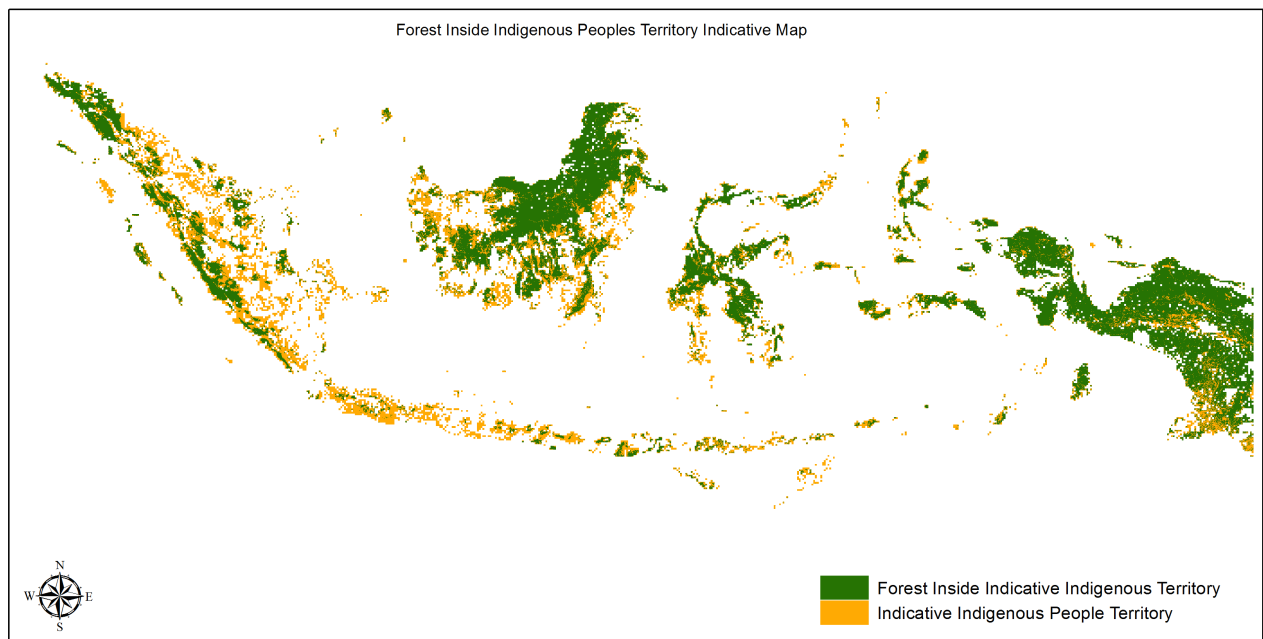 Forest Inside Indigenous Peoples Territory Indicative Map
N
W
E
S
Forest Inside Indicative Indigenous Territory
Indicative Indigenous People Territory